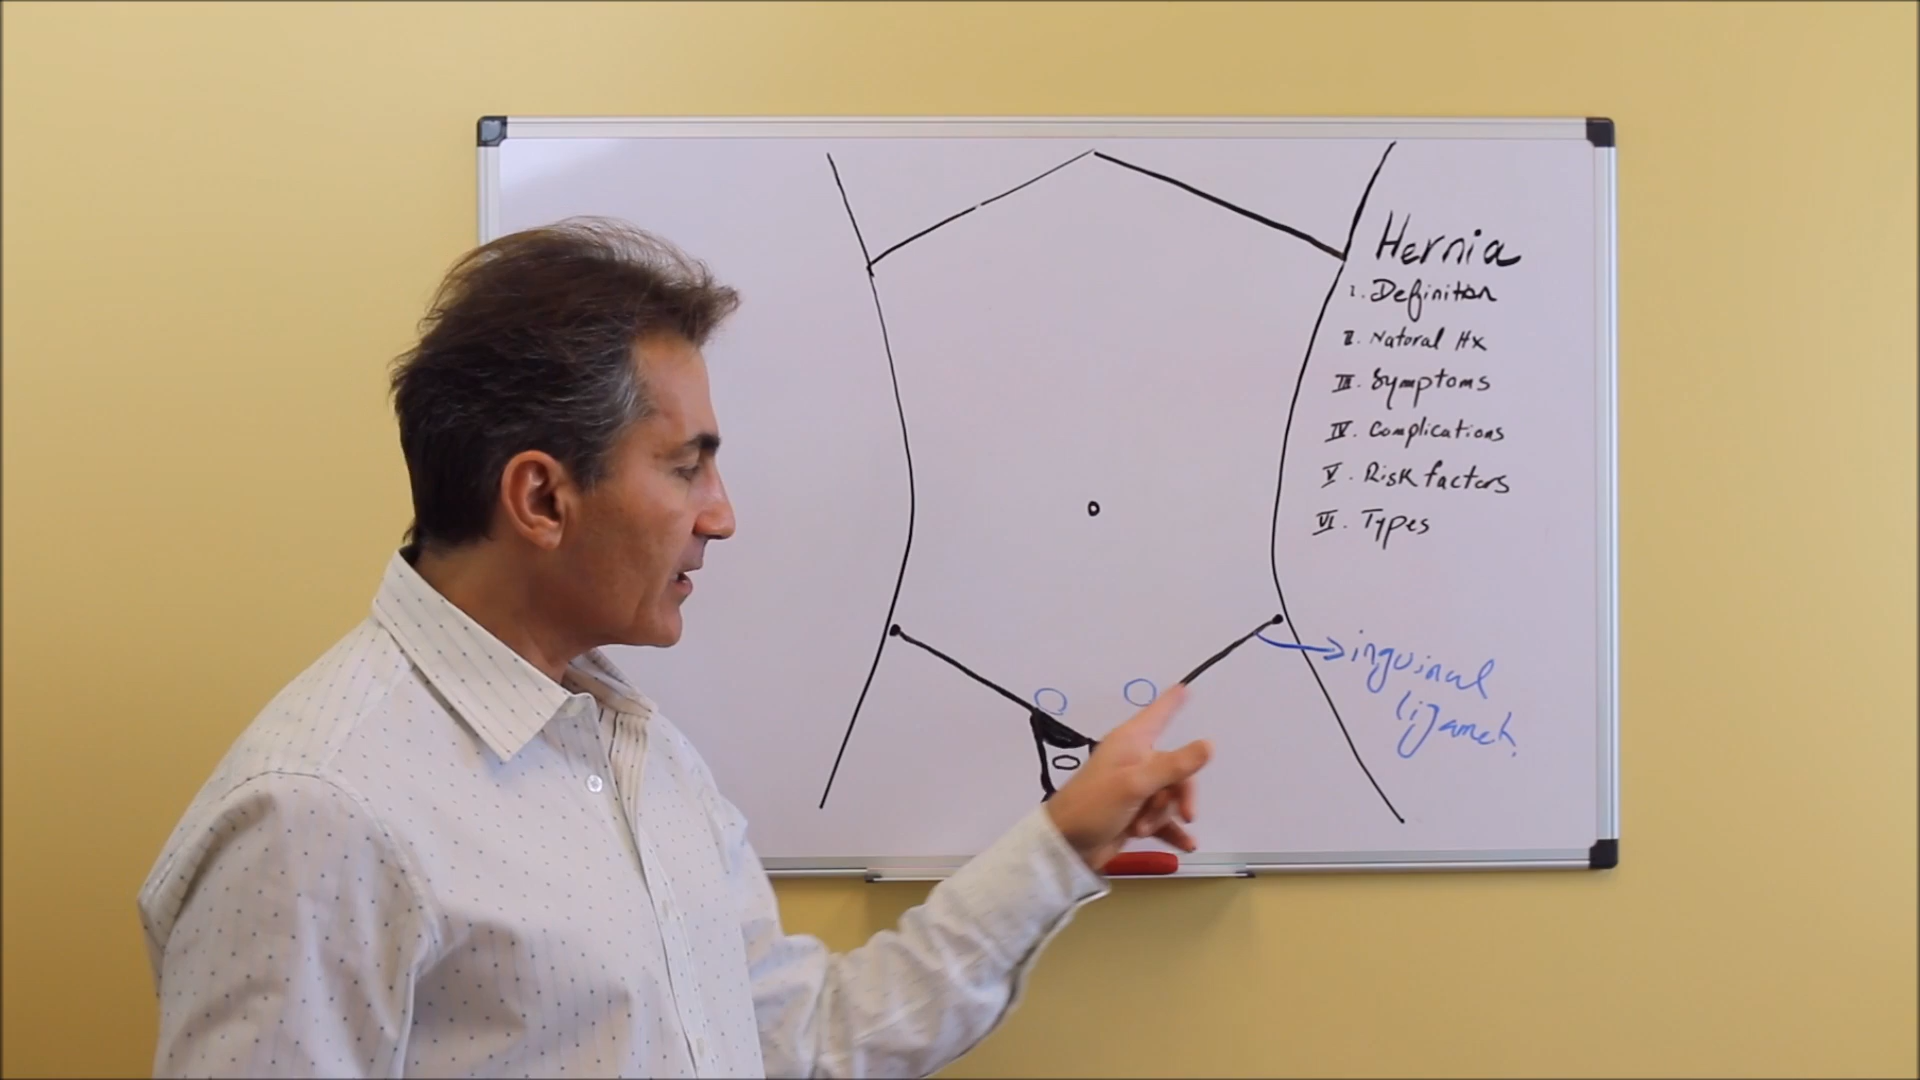 Hernia
I. Definition
II. Natural Hx
III. Symptoms
IV. Complications
V. Risk factors
VI. Types
inguinal
ligament